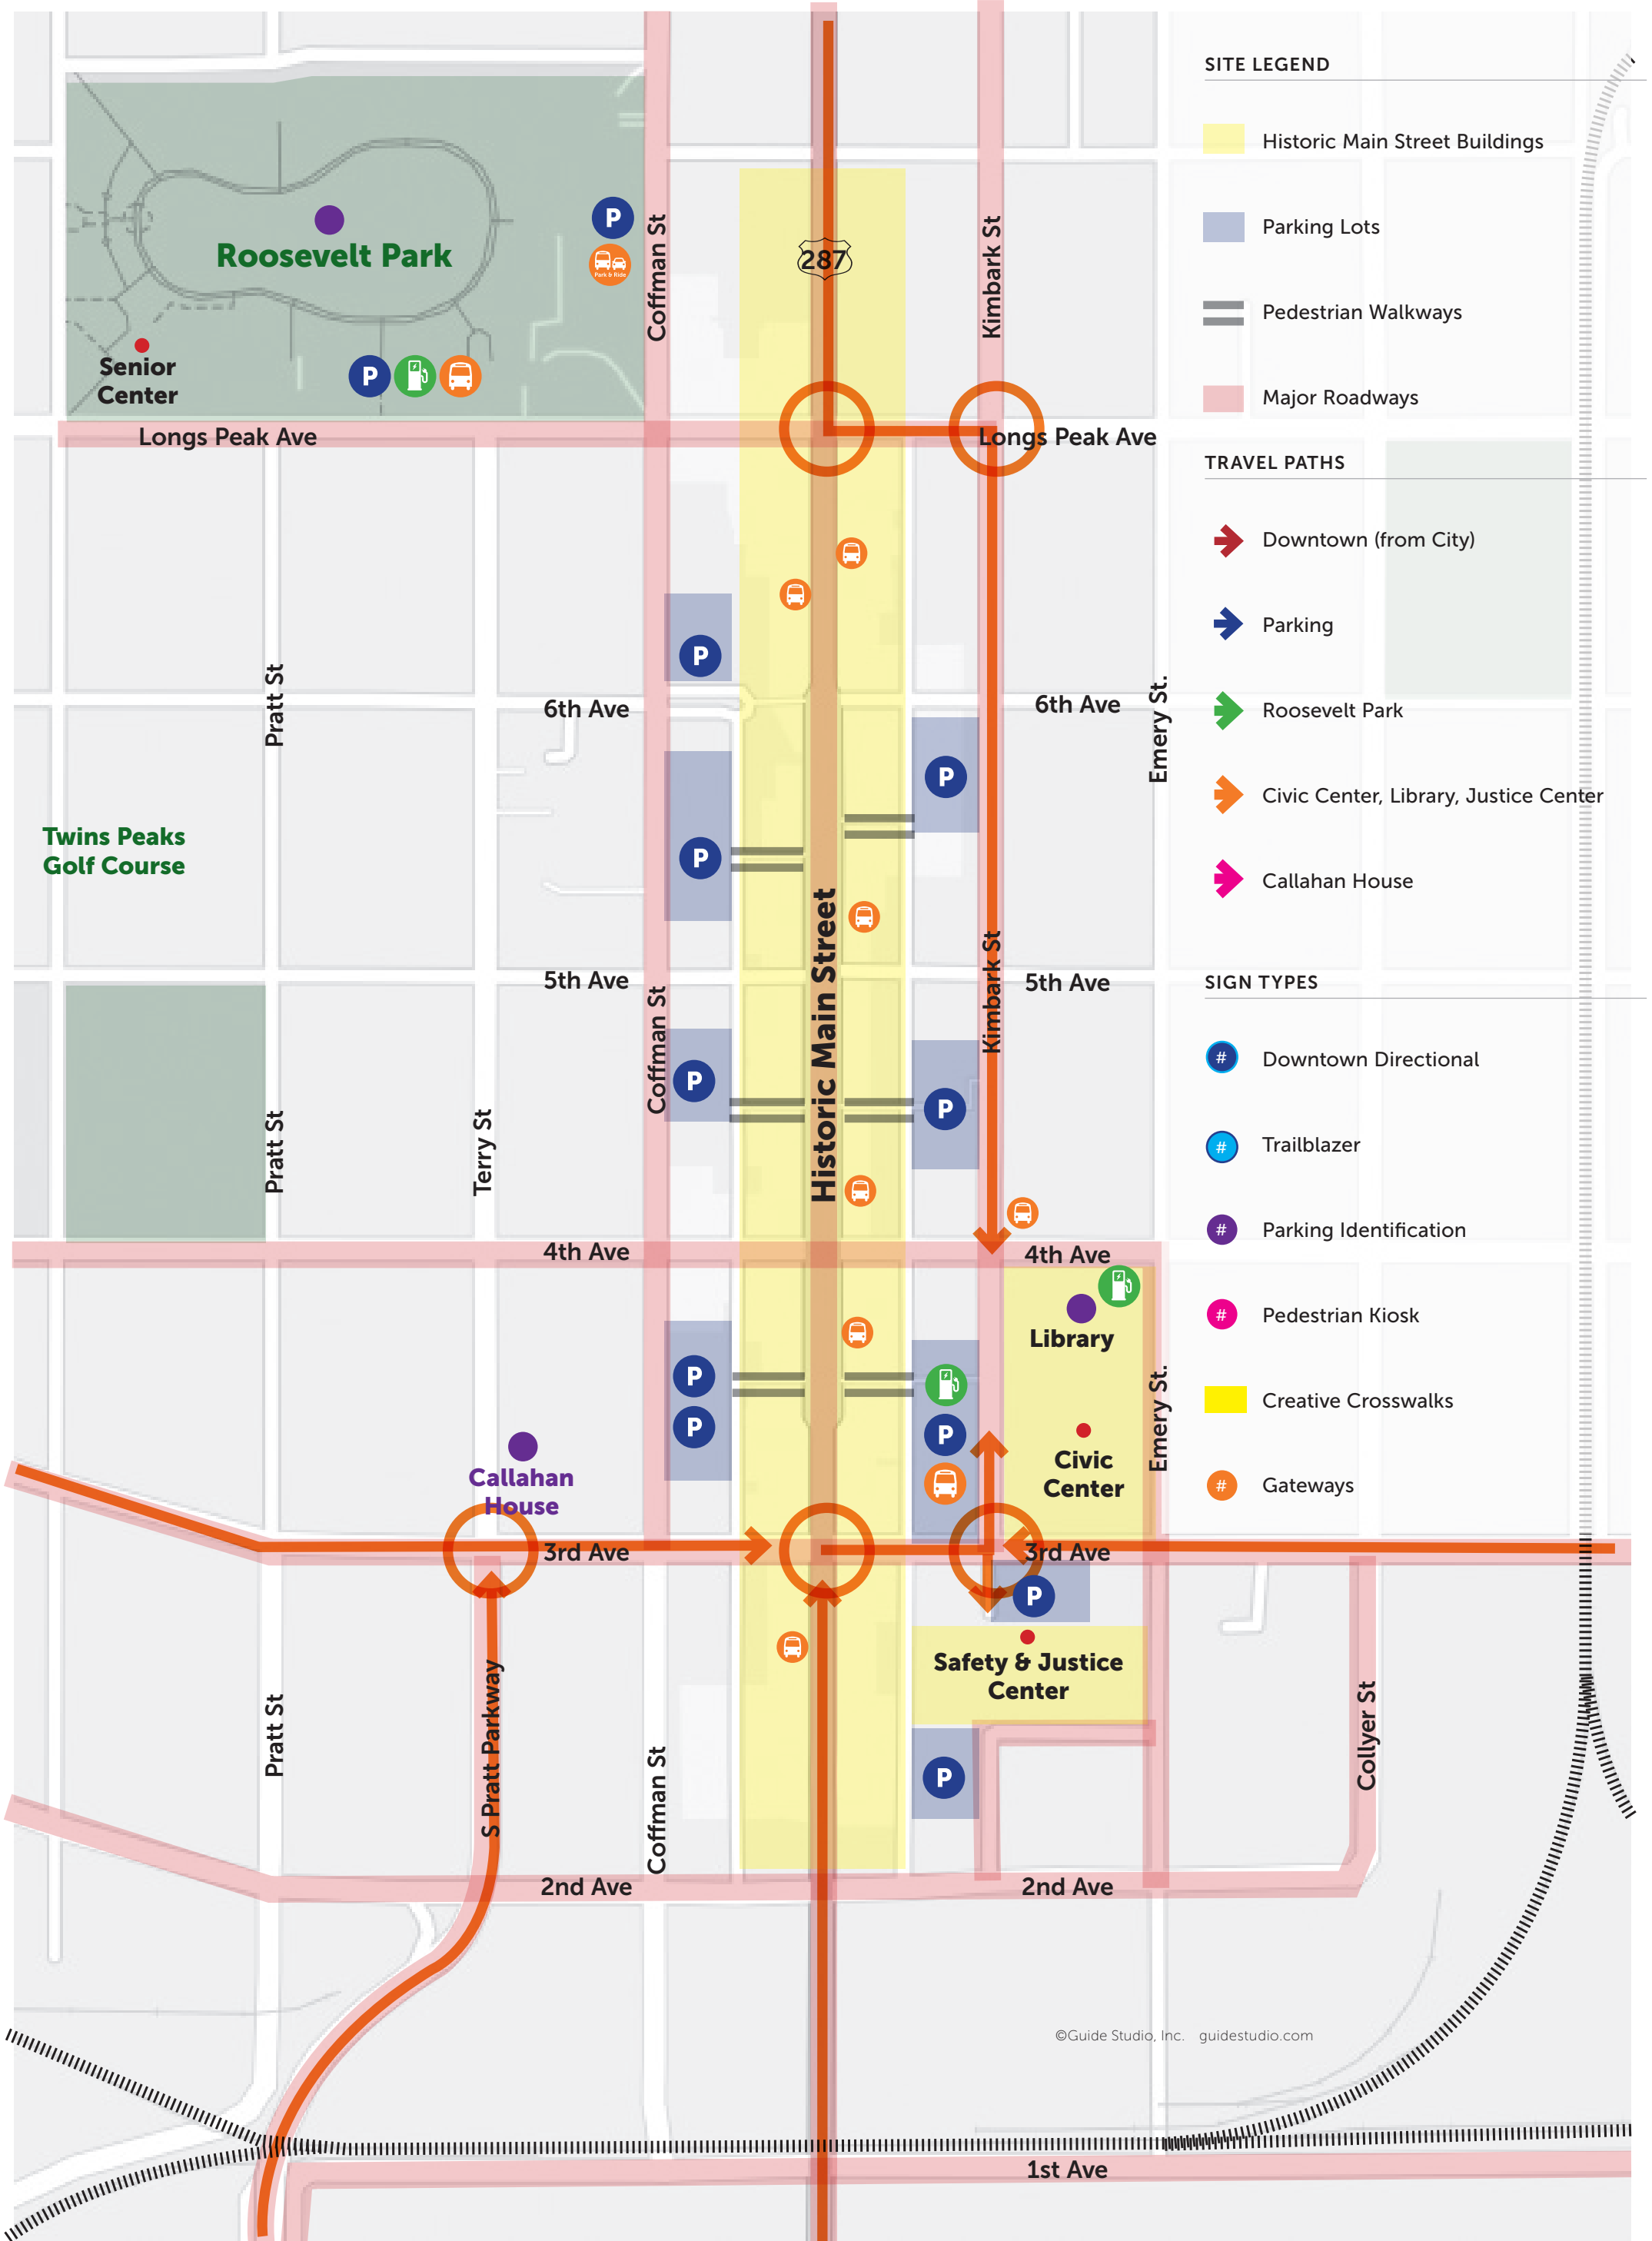 SITE LEGEND
Historic Main Street Buildings
Parking Lots
Pedestrian Walkways
Major Roadways
TRAVEL PATHS
Downtown (from City)
Parking
Roosevelt Park
Civic Center, Library, Justice Center
Callahan House
SIGN TYPES
# Downtown Directional
# Trailblazer
# Parking Identification
# Pedestrian Kiosk
Creative Crosswalks
# Gateways
Roosevelt Park
P
Park & Ride
Coffman St
287
Kimbark St
Senior
Center
P
Longs Peak Ave
Longs Peak Ave
P
Pratt St
6th Ave
6th Ave
Emery St.
P
Twins Peaks
Golf Course
P
Historic Main Street
Kimbark St
5th Ave
5th Ave
Coffman St
P
P
Pratt St
Terry St
4th Ave
4th Ave
Library
P
P
P
Emery St.
Civic
Center
Callahan
House
3rd Ave
3rd Ave
P
Safety & Justice
Center
Pratt St
S Pratt Parkway
Coffman St
P
Collyer St
2nd Ave
2nd Ave
©Guide Studio, Inc. guidestudio.com
1st Ave